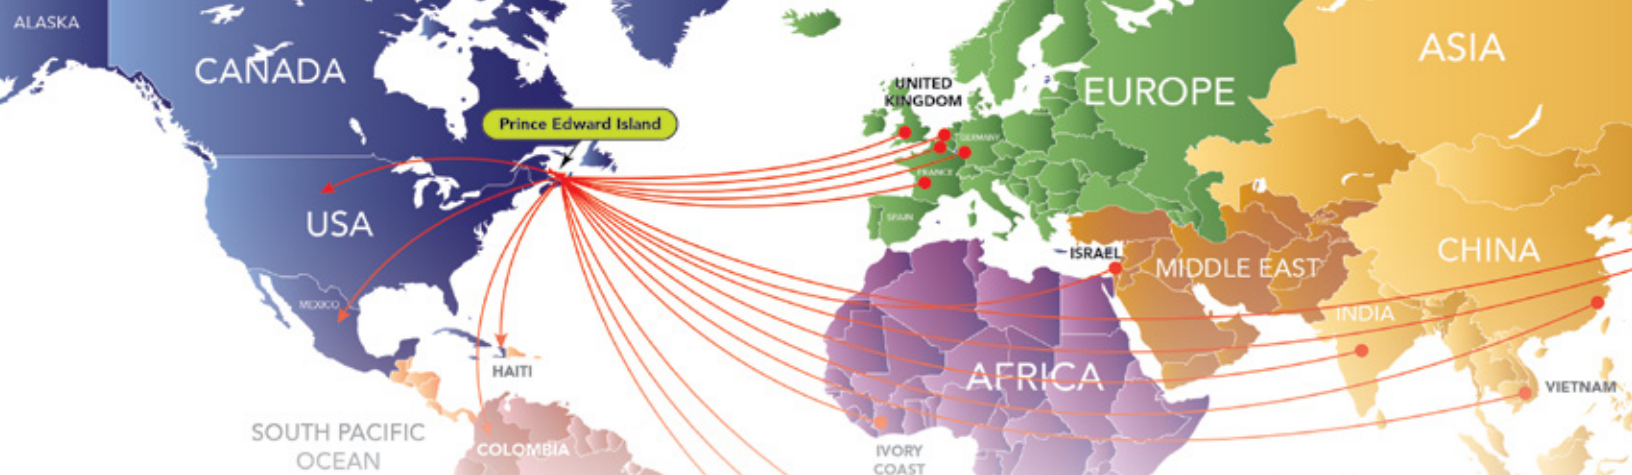 ALASKA
CANADA
Prince Edward Island
USA
MEXICO
HAITI
SOUTH PACIFIC
OCEAN
COLOMBIA
UNITED
KINGDOM
GERMANY
FRANCE
SPAIN
EUROPE
ASIA
ISRAEL
MIDDLE EAST
CHINA
INDIA
AFRICA
VIETNAM
IVORY
COAST